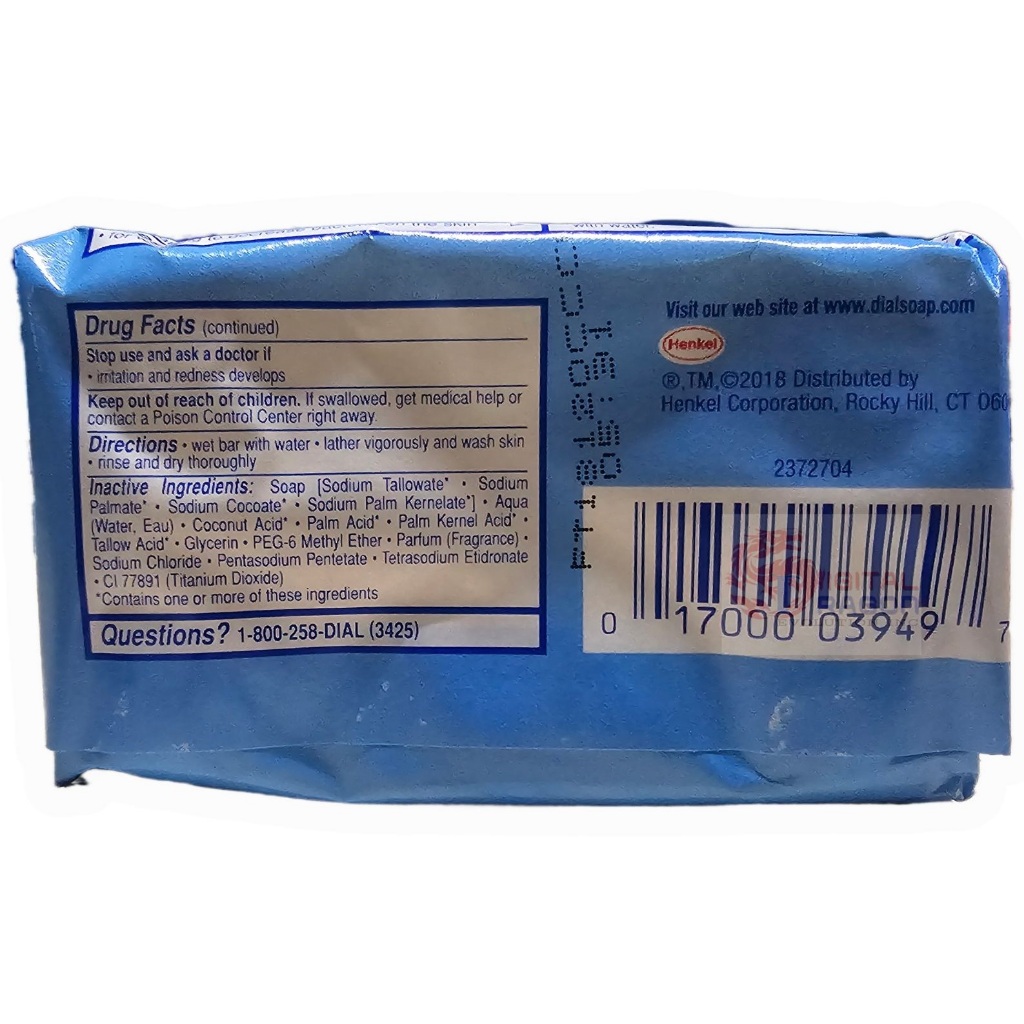 on the skin
Drug Facts (continued)
Stop use and ask a doctor if
• irritation and redness develops
Keep out of reach of children. If swallowed, get medical help or
contact a Poison Control Center right away.
Directions • wet bar with water • lather vigorously and wash skin
• rinse and dry thoroughly
Inactive Ingredients: Soap [Sodium Tallowate* • Sodium
Palmate* • Sodium Cocoate* • Sodium Palm Kernelate*] • Aqua
(Water, Eau) • Coconut Acid* • Palm Acid* • Palm Kernel Acid* •
Tallow Acid* • Glycerin • PEG-6 Methyl Ether • Parfum (Fragrance) •
Sodium Chloride • Pentasodium Pentetate • Tetrasodium Etidronate
• CI 77891 (Titanium Dioxide)
*Contains one or more of these ingredients
Questions? 1-800-258-DIAL (3425)
Visit our web site at www.dialsoap.com
Henkel
®,TM,©2018 Distributed by
Henkel Corporation, Rocky Hill, CT 060
2372704
0 17000 03949 7